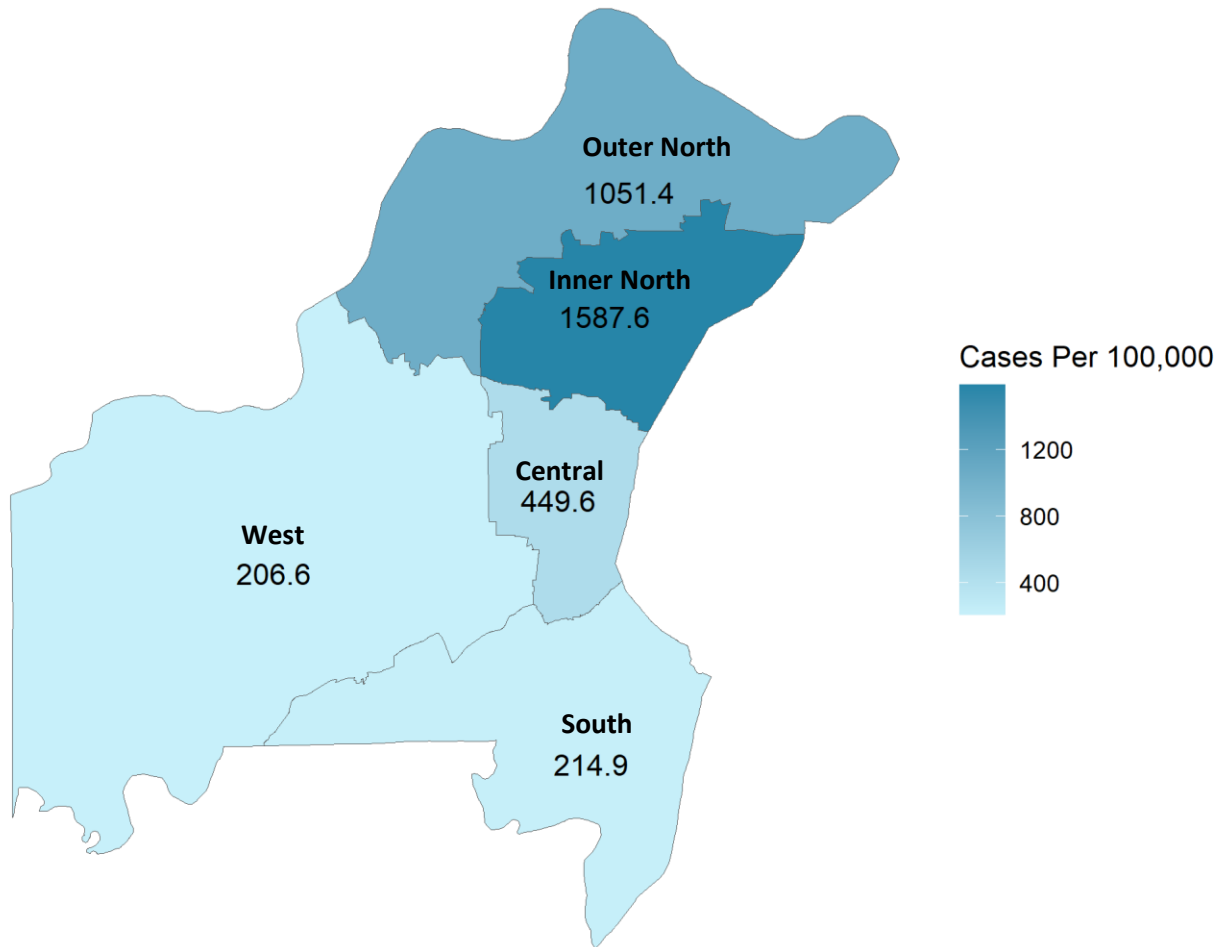 Outer North
1051.4
Inner North
1587.6
Cases Per 100,000
1200
800
400
Central
449.6
West
206.6
South
214.9